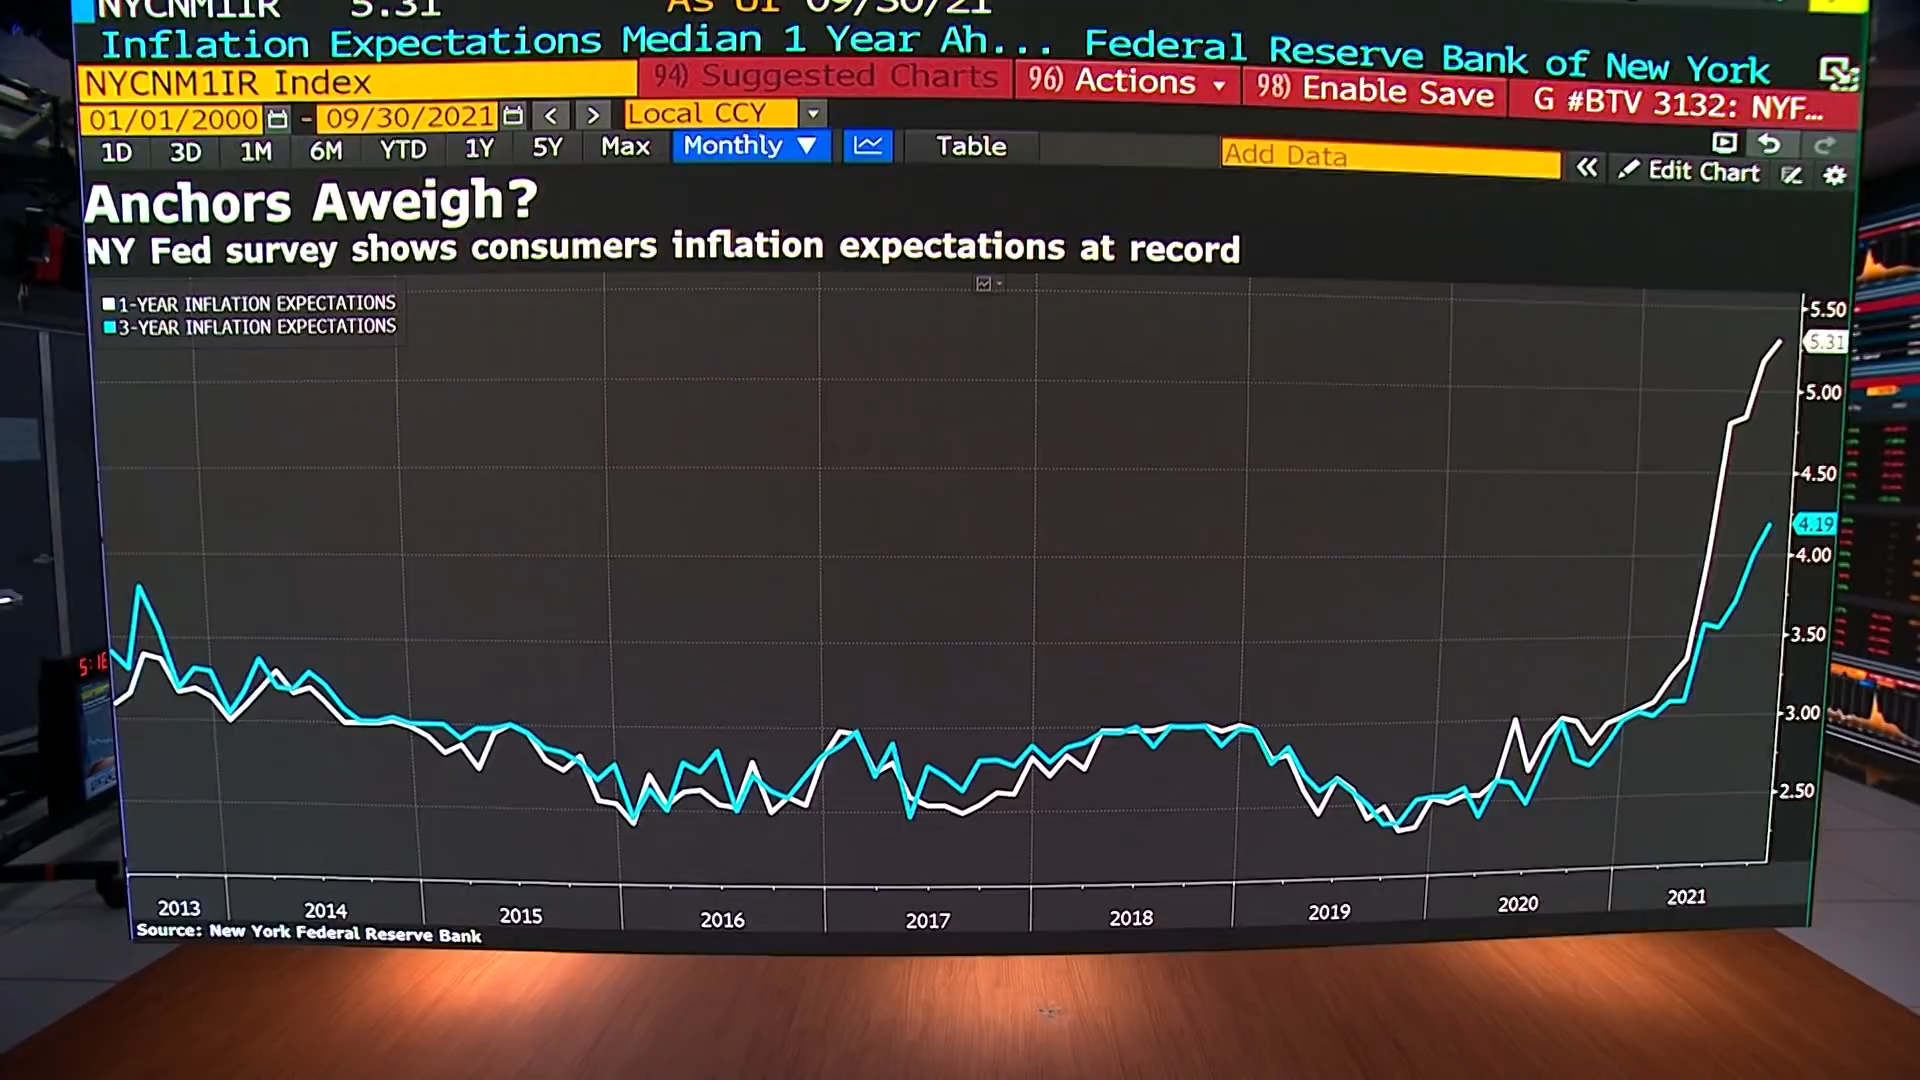 NYCNM1IR 5.31 As Of 09/30/21
Inflation Expectations Median 1 Year Ah... Federal Reserve Bank of New York
NYCNM1IR Index 94) Suggested Charts 96) Actions 98) Enable Save G #BTV 3132: NYF...
01/01/2000 - 09/30/2021 < > Local CCY
1D 3D 1M 6M YTD 1Y 5Y Max Monthly ▼ Table Add Data « Edit Chart
Anchors Aweigh?
NY Fed survey shows consumers inflation expectations at record
1-YEAR INFLATION EXPECTATIONS
3-YEAR INFLATION EXPECTATIONS
5.50
5.31
5.00
4.50
4.19
4.00
3.50
3.00
2.50
2013 2014 2015 2016 2017 2018 2019 2020 2021
Source: New York Federal Reserve Bank